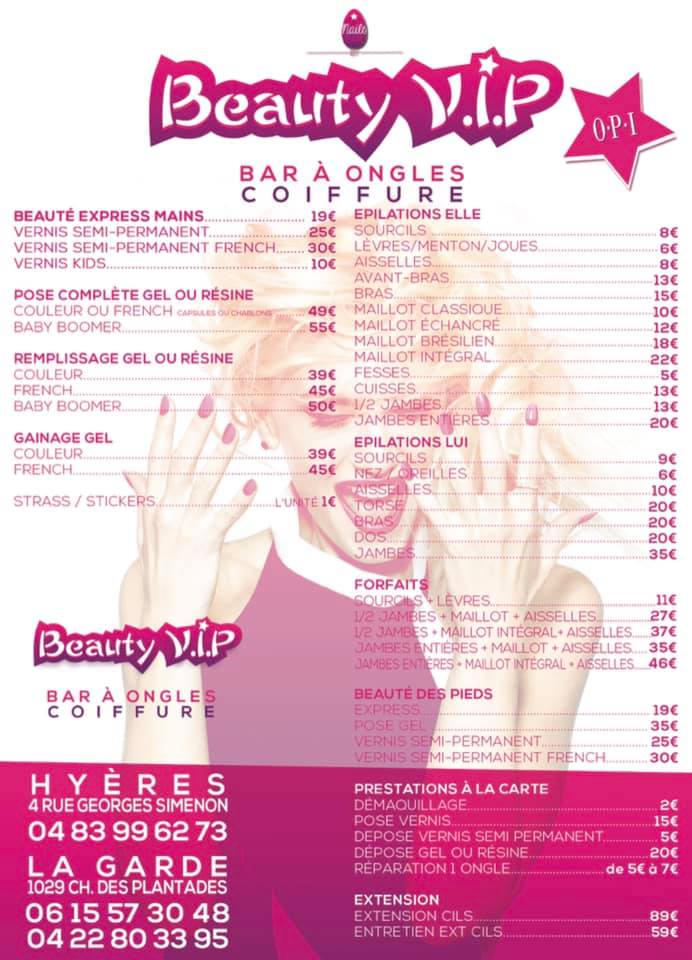 Nails
Beauty V.I.P
O·P·I
BAR À ONGLES
COIFFURE
BEAUTÉ EXPRESS MAINS 19€
VERNIS SEMI-PERMANENT 25€
VERNIS SEMI-PERMANENT FRENCH 30€
VERNIS KIDS 10€
POSE COMPLÈTE GEL OU RÉSINE
COULEUR OU FRENCH CAPSULES OU CHABLONS 49€
BABY BOOMER 55€
REMPLISSAGE GEL OU RÉSINE
COULEUR 39€
FRENCH 45€
BABY BOOMER 50€
GAINAGE GEL
COULEUR 39€
FRENCH 45€
STRASS / STICKERS L'UNITÉ 1€
Beauty V.I.P
BAR À ONGLES
COIFFURE
HYÈRES
4 RUE GEORGES SIMENON
04 83 99 62 73
LA GARDE
1029 CH. DES PLANTADES
06 15 57 30 48
04 22 80 33 95
EPILATIONS ELLE
SOURCILS 8€
LÈVRES/MENTON/JOUES 6€
AISSELLES 8€
AVANT-BRAS 13€
BRAS 15€
MAILLOT CLASSIQUE 10€
MAILLOT ÉCHANCRÉ 12€
MAILLOT BRÉSILIEN 18€
MAILLOT INTÉGRAL 22€
FESSES 5€
CUISSES 13€
1/2 JAMBES 13€
JAMBES ENTIÈRES 20€
EPILATIONS LUI
SOURCILS 9€
NEZ / OREILLES 6€
AISSELLES 10€
TORSE 20€
BRAS 20€
DOS 20€
JAMBES 35€
FORFAITS
SOURCILS + LÈVRES 11€
1/2 JAMBES + MAILLOT + AISSELLES 27€
1/2 JAMBES + MAILLOT INTÉGRAL + AISSELLES 37€
JAMBES ENTIÈRES + MAILLOT + AISSELLES 35€
JAMBES ENTIÈRES + MAILLOT INTÉGRAL + AISSELLES 46€
BEAUTÉ DES PIEDS
EXPRESS 19€
POSE GEL 35€
VERNIS SEMI-PERMANENT 25€
VERNIS SEMI-PERMANENT FRENCH 30€
PRESTATIONS À LA CARTE
DÉMAQUILLAGE 2€
POSE VERNIS 15€
DEPOSE VERNIS SEMI PERMANENT 5€
DÉPOSE GEL OU RÉSINE 20€
RÉPARATION 1 ONGLE de 5€ à 7€
EXTENSION
EXTENSION CILS 89€
ENTRETIEN EXT CILS 59€